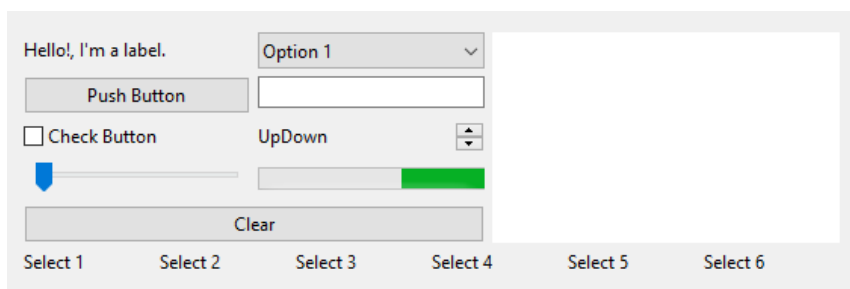 Hello!, I'm a label.
Option 1
Push Button
Check Button
UpDown
Clear
Select 1 Select 2 Select 3 Select 4 Select 5 Select 6